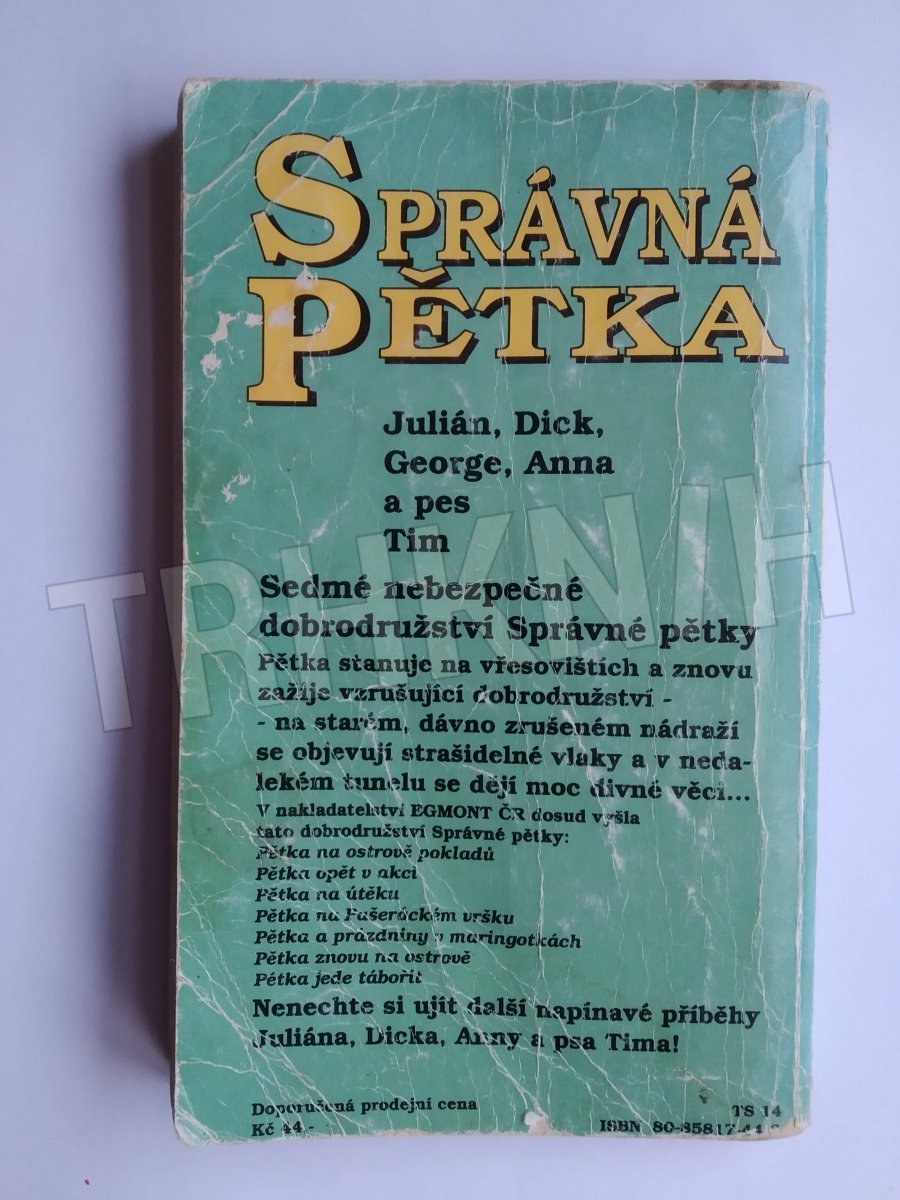 SPRÁVNÁ
PĚTKA
Julián, Dick,
George, Anna
a pes
Tim
Sedmé nebezpečné
dobrodružství Správné pětky
Pětka stanuje na vřesovištích a znovu
zažije vzrušující dobrodružství -
- na starém, dávno zrušeném nádraží
se objevují strašidelné vlaky a v neda-
lekém tunelu se dějí moc divné věci...
V nakladatelství EGMONT ČR dosud vyšla
tato dobrodružství Správné pětky:
Pětka na ostrově pokladů
Pětka opět v akci
Pětka na útěku
Pětka na Pašeráckém vršku
Pětka a prázdniny v maringotkách
Pětka znovu na ostrově
Pětka jede tábořit
Nenechte si ujít další napínavé příběhy
Juliána, Dicka, Anny a psa Tima!
Doporučená prodejní cena
Kč 44,-
TS 14
ISBN
TRHKNIH